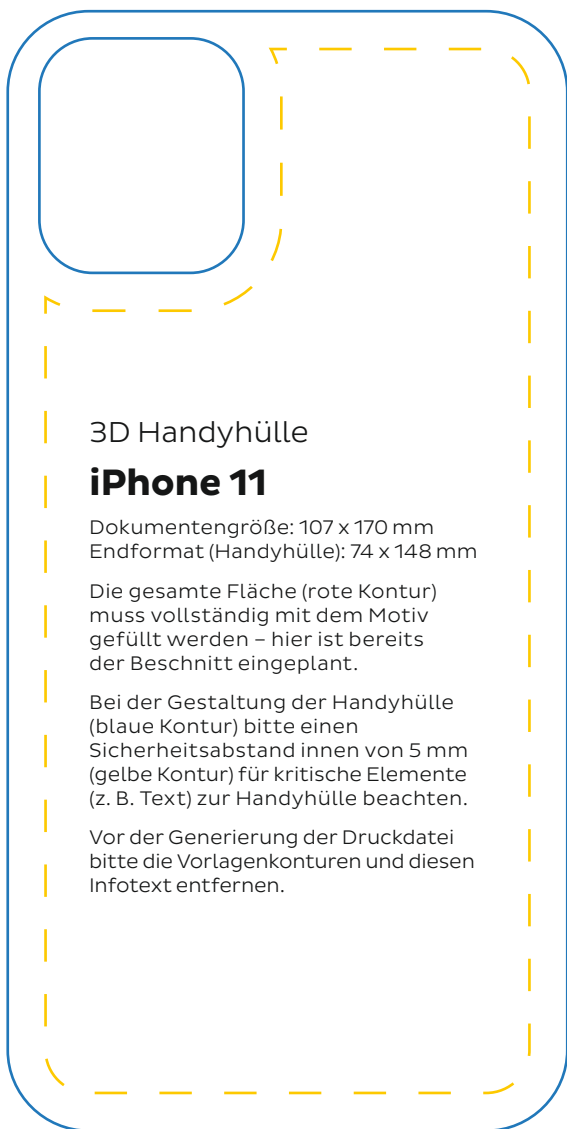 3D Handyhülle
iPhone 11
Dokumentengröße: 107 x 170 mm
Endformat (Handyhülle): 74 x 148 mm
Die gesamte Fläche (rote Kontur)
muss vollständig mit dem Motiv
gefüllt werden – hier ist bereits
der Beschnitt eingeplant.
Bei der Gestaltung der Handyhülle
(blaue Kontur) bitte einen
Sicherheitsabstand innen von 5 mm
(gelbe Kontur) für kritische Elemente
(z. B. Text) zur Handyhülle beachten.
Vor der Generierung der Druckdatei
bitte die Vorlagenkonturen und diesen
Infotext entfernen.